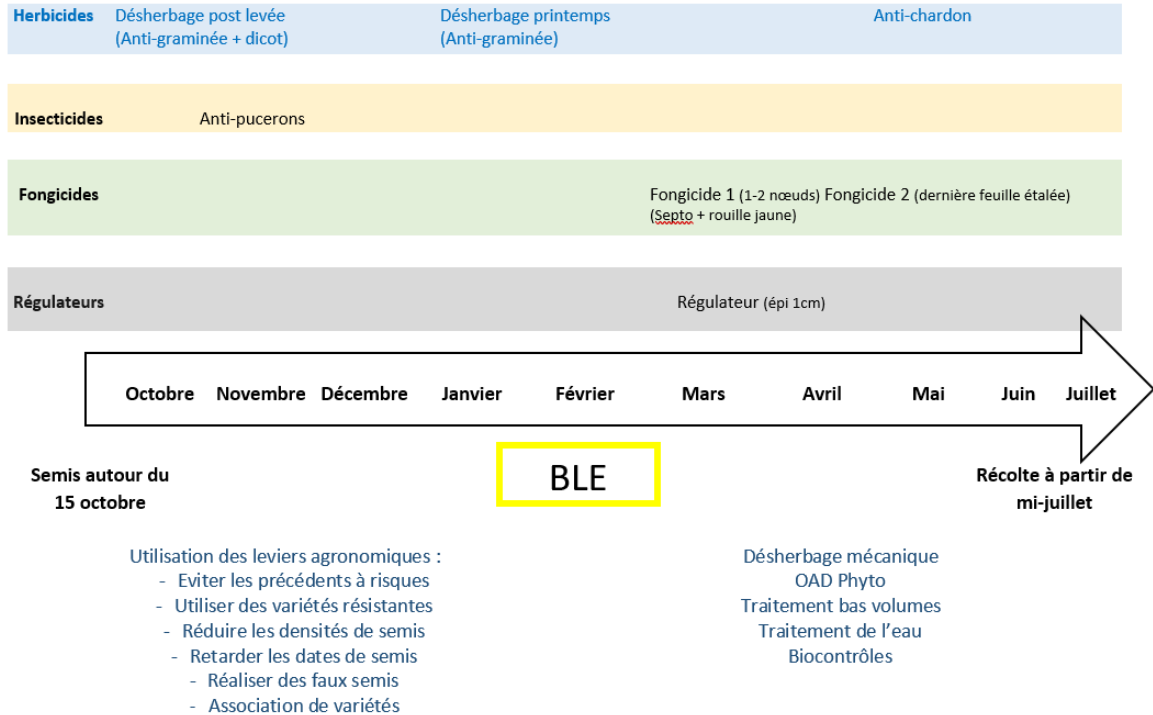 Herbicides Désherbage post levée Désherbage printemps Anti-chardon
(Anti-graminée + dicot) (Anti-graminée)
Insecticides Anti-pucerons
Fongicides Fongicide 1 (1-2 nœuds) Fongicide 2 (dernière feuille étalée)
(Septo + rouille jaune)
Régulateurs Régulateur (épi 1cm)
Octobre Novembre Décembre Janvier Février Mars Avril Mai Juin Juillet
Semis autour du
15 octobre
BLE
Récolte à partir de
mi-juillet
Utilisation des leviers agronomiques :
- Eviter les précédents à risques
- Utiliser des variétés résistantes
- Réduire les densités de semis
- Retarder les dates de semis
- Réaliser des faux semis
- Association de variétés
Désherbage mécanique
OAD Phyto
Traitement bas volumes
Traitement de l'eau
Biocontrôles